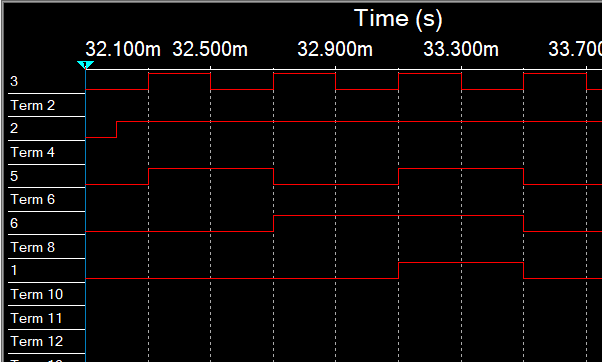 Time (s)
32.100m 32.500m 32.900m 33.300m 33.700
3
Term 2
2
Term 4
5
Term 6
6
Term 8
1
Term 10
Term 11
Term 12